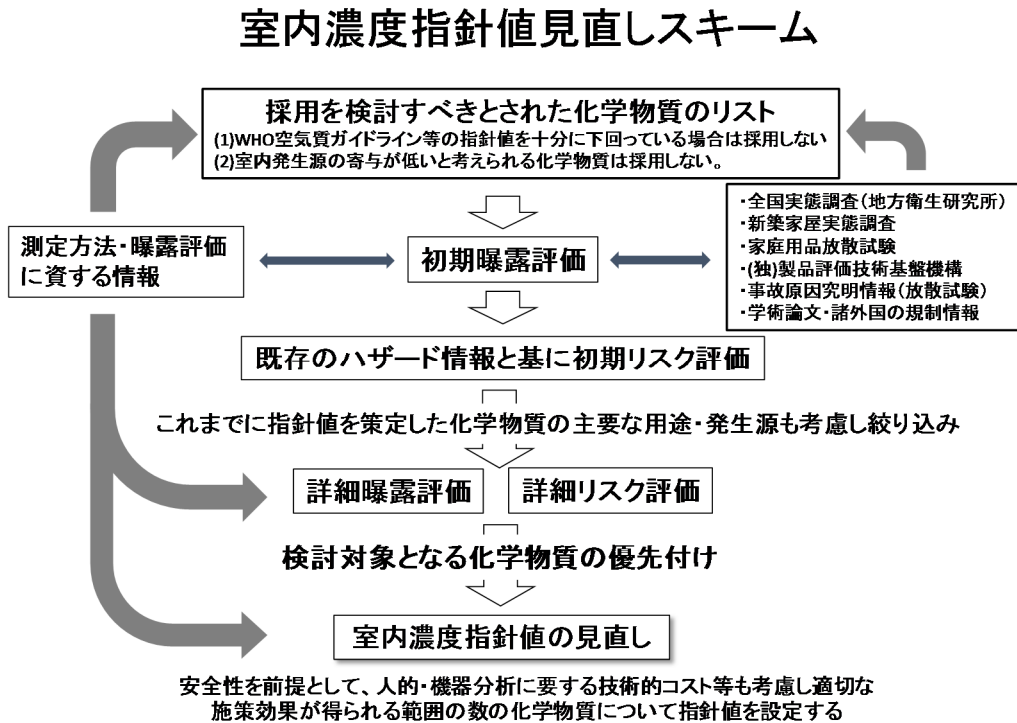 室内濃度指針値見直しスキーム
採用を検討すべきとされた化学物質のリスト
(1)WHO空気質ガイドライン等の指針値を十分に下回っている場合は採用しない
(2)室内発生源の寄与が低いと考えられる化学物質は採用しない。
・全国実態調査(地方衛生研究所)
・新築家屋実態調査
・家庭用品放散試験
・(独)製品評価技術基盤機構
・事故原因究明情報(放散試験)
・学術論文・諸外国の規制情報
測定方法・曝露評価
に資する情報
初期曝露評価
既存のハザード情報と基に初期リスク評価
これまでに指針値を策定した化学物質の主要な用途・発生源も考慮し絞り込み
詳細曝露評価
詳細リスク評価
検討対象となる化学物質の優先付け
室内濃度指針値の見直し
安全性を前提として、人的・機器分析に要する技術的コスト等も考慮し適切な
施策効果が得られる範囲の数の化学物質について指針値を設定する